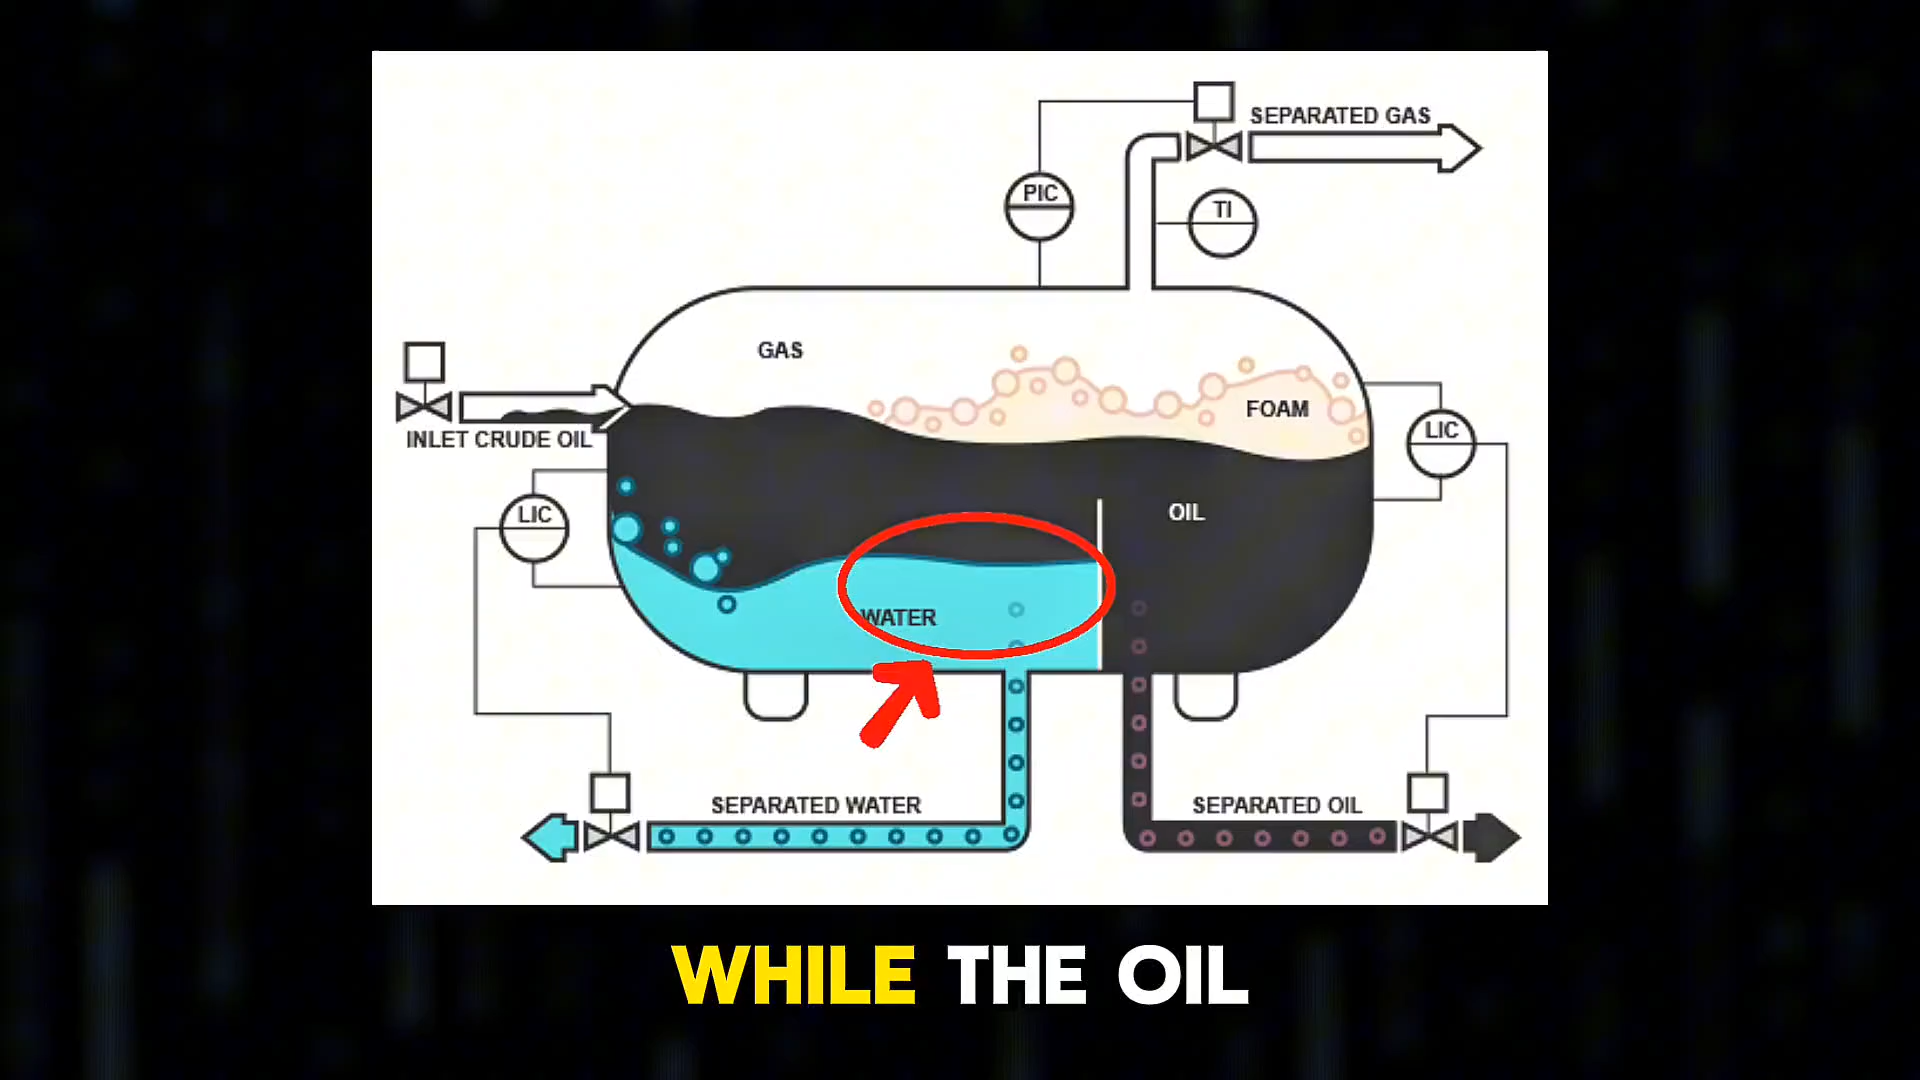 SEPARATED GAS
PIC
TI
GAS
FOAM
INLET CRUDE OIL
LIC
LIC
OIL
WATER
SEPARATED WATER
SEPARATED OIL
WHILE THE OIL